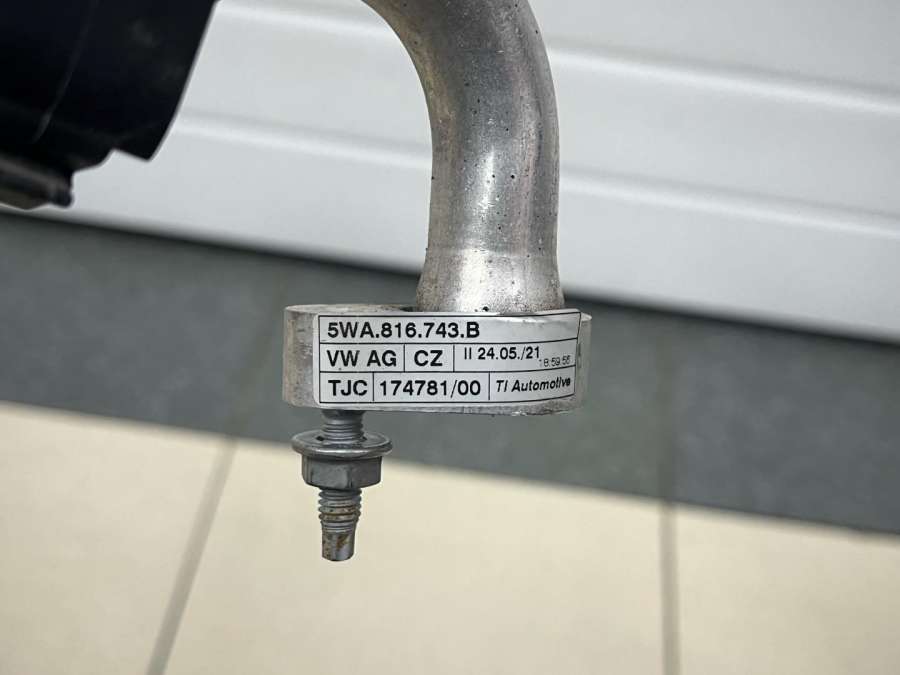 5WA.816.743.B
VW AG CZ II 24.05./21 18:59:56
TJC 174781/00 TI Automotive